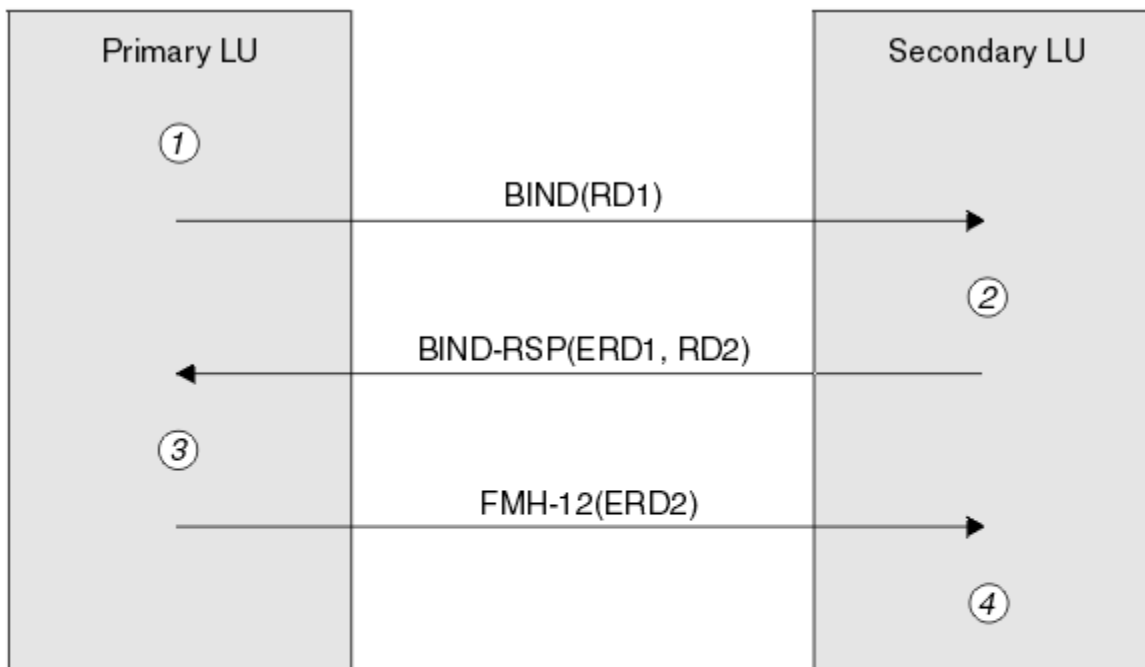 Primary LU
Secondary LU
1
BIND(RD1)
2
BIND-RSP(ERD1, RD2)
3
FMH-12(ERD2)
4